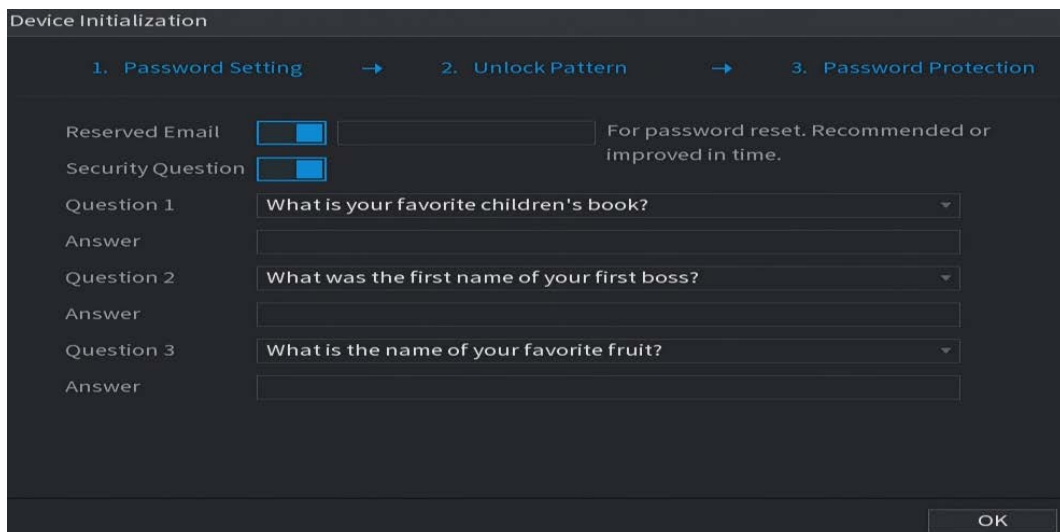 Device Initialization
1. Password Setting → 2. Unlock Pattern → 3. Password Protection
Reserved Email For password reset. Recommended or
improved in time.
Security Question
Question 1 What is your favorite children's book?
Answer
Question 2 What was the first name of your first boss?
Answer
Question 3 What is the name of your favorite fruit?
Answer
OK